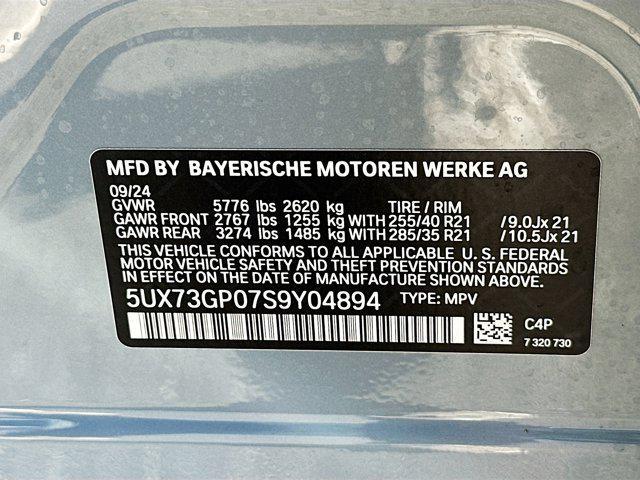 MFD BY BAYERISCHE MOTOREN WERKE AG
09/24
GVWR 5776 lbs 2620 kg TIRE / RIM
GAWR FRONT 2767 lbs 1255 kg WITH 255/40 R21 /9.0Jx 21
GAWR REAR 3274 lbs 1485 kg WITH 285/35 R21 /10.5Jx 21
THIS VEHICLE CONFORMS TO ALL APPLICABLE U. S. FEDERAL
MOTOR VEHICLE SAFETY AND THEFT PREVENTION STANDARDS
IN EFFECT ON THE DATE OF MANUFACTURE SHOWN ABOVE.
5UX73GP07S9Y04894 TYPE: MPV
C4P
7 320 730